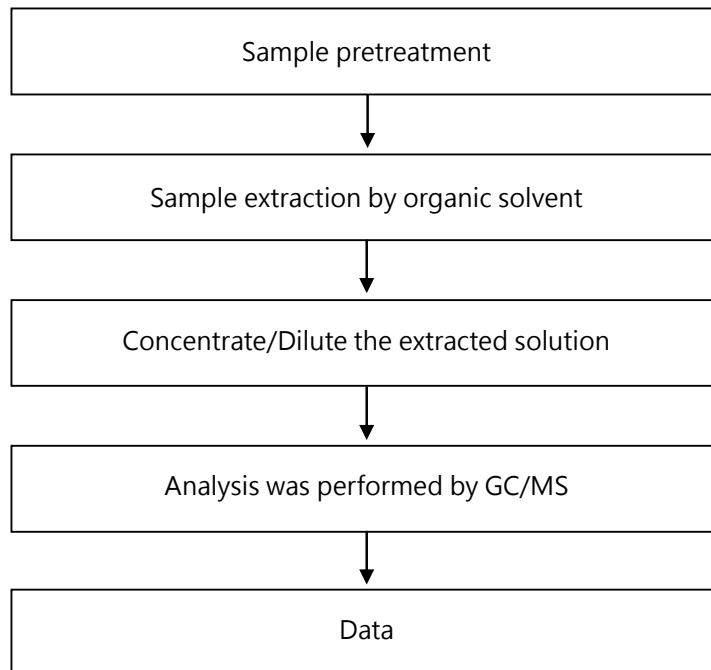 Sample pretreatment
Sample extraction by organic solvent
Concentrate/Dilute the extracted solution
Analysis was performed by GC/MS
Data